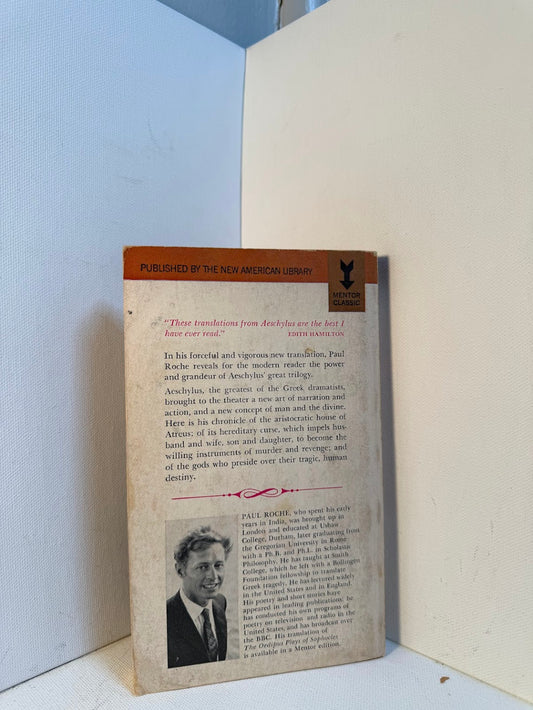 PUBLISHED BY THE NEW AMERICAN LIBRARY
MENTOR
CLASSIC
"These translations from Aeschylus are the best I
have ever read." EDITH HAMILTON
In his forceful and vigorous new translation, Paul
Roche reveals for the modern reader the power
and grandeur of Aeschylus' great trilogy.
Aeschylus, the greatest of the Greek dramatists,
brought to the theater a new art of narration and
action, and a new concept of man and the divine.
Here is his chronicle of the aristocratic house of
Atreus; of its hereditary curse, which impels hus-
band and wife, son and daughter, to become the
willing instruments of murder and revenge; and
of the gods who preside over their tragic, human
destiny.
PAUL ROCHE, who spent his early
years in India, was brought up in
London and educated at Ushaw
College, Durham, later graduating from
the Gregorian University in Rome
with a Ph.B. and Ph.L. in Scholastic
Philosophy. He has taught at Smith
College, which he left with a Bollingen
Foundation fellowship to translate
Greek tragedy. He has lectured widely
in the United States and in England.
His poetry and short stories have
appeared in leading publications; he
has conducted his own programs of
poetry on television and radio in the
United States, and has broadcast over
the BBC. His translation of
The Oedipus Plays of Sophocles
is available in a Mentor edition.